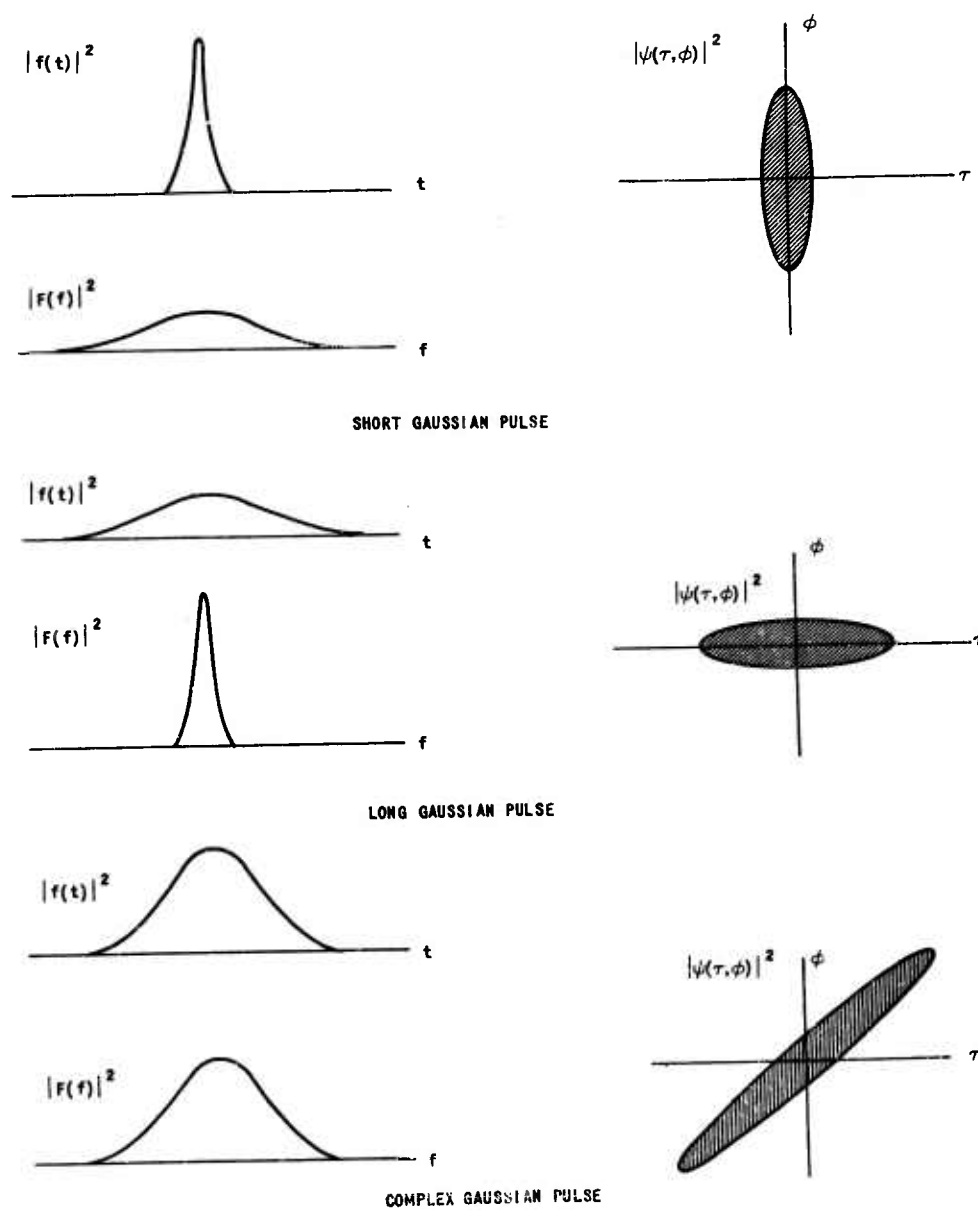 |f(t)|²
t
|F(f)|²
f
φ
|ψ(τ,φ)|²
τ
SHORT GAUSSIAN PULSE
|f(t)|²
t
|F(f)|²
f
φ
|ψ(τ,φ)|²
τ
LONG GAUSSIAN PULSE
|f(t)|²
t
|F(f)|²
f
|ψ(τ,φ)|²
φ
τ
COMPLEX GAUSSIAN PULSE